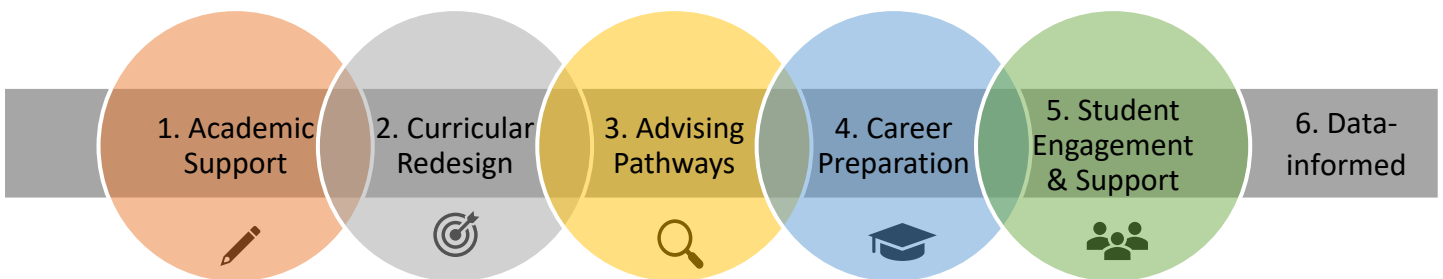 1. Academic
Support
2. Curricular
Redesign
3. Advising
Pathways
4. Career
Preparation
5. Student
Engagement
& Support
6. Data-
informed